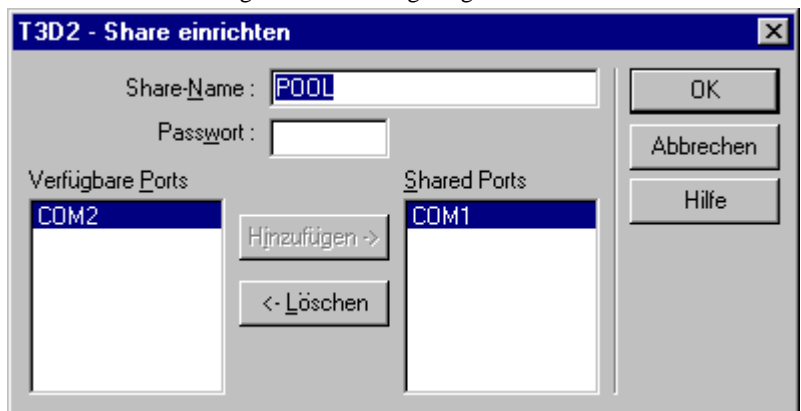 T3D2 - Share einrichten
Share-Name : POOL
Passwort :
OK
Abbrechen
Hilfe
Verfügbare Ports
COM2
Hinzufügen ->
<- Löschen
Shared Ports
COM1